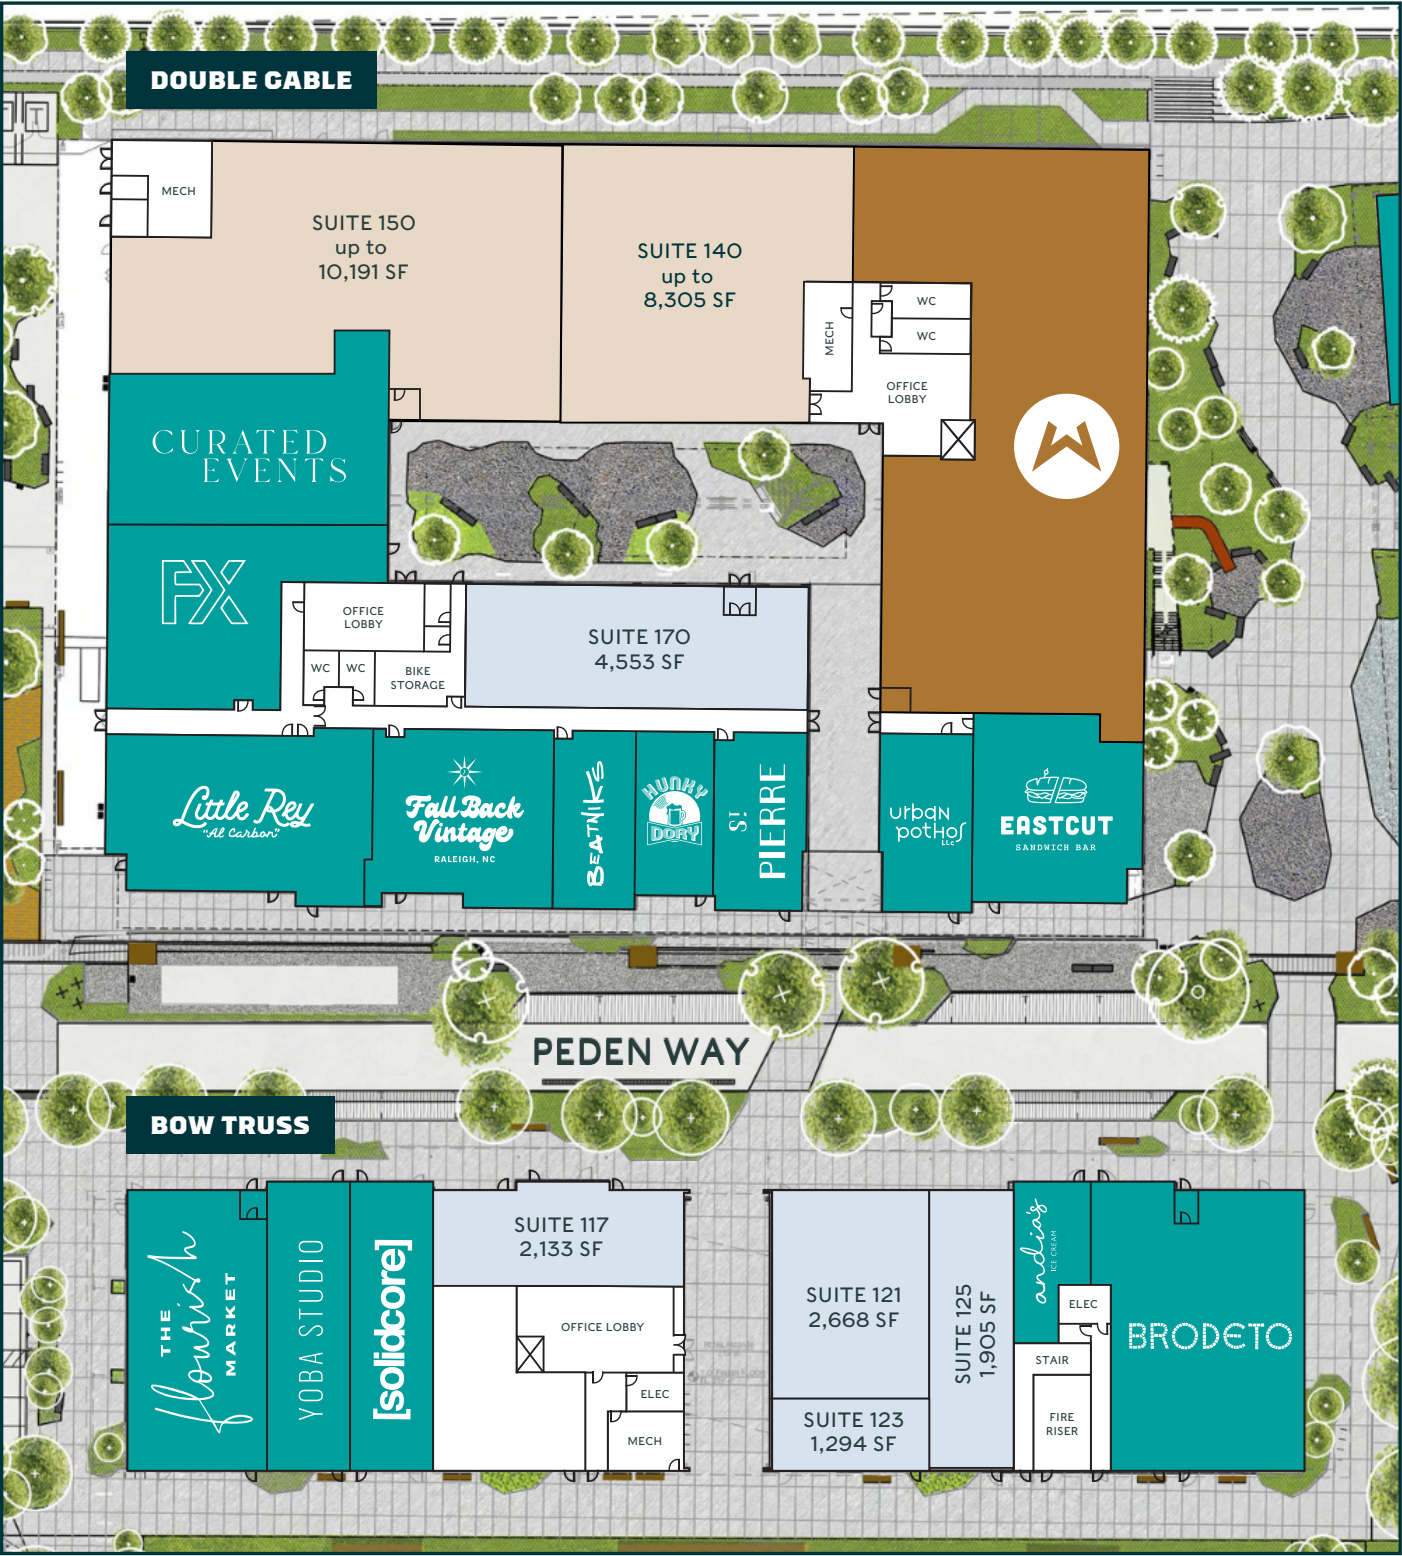 DOUBLE GABLE
MECH
SUITE 150
up to
10,191 SF
SUITE 140
up to
8,305 SF
MECH
WC
WC
OFFICE
LOBBY
W
CURATED
EVENTS
FX
OFFICE
LOBBY
WC
WC
BIKE
STORAGE
SUITE 170
4,553 SF
Little Rey
"Al Carbon"
Fall Back
Vintage
RALEIGH, NC
BEATNIKS
HUNKY
DORY
ST.
PIERRE
urban
pothos
LLC
EASTCUT
SANDWICH BAR
PEDEN WAY
BOW TRUSS
THE
flourish
MARKET
YOBA STUDIO
[solidcore]
SUITE 117
2,133 SF
OFFICE LOBBY
ELEC
MECH
SUITE 121
2,668 SF
SUITE 123
1,294 SF
SUITE 125
1,905 SF
andia's
ICE CREAM
ELEC
STAIR
FIRE
RISER
BRODETO